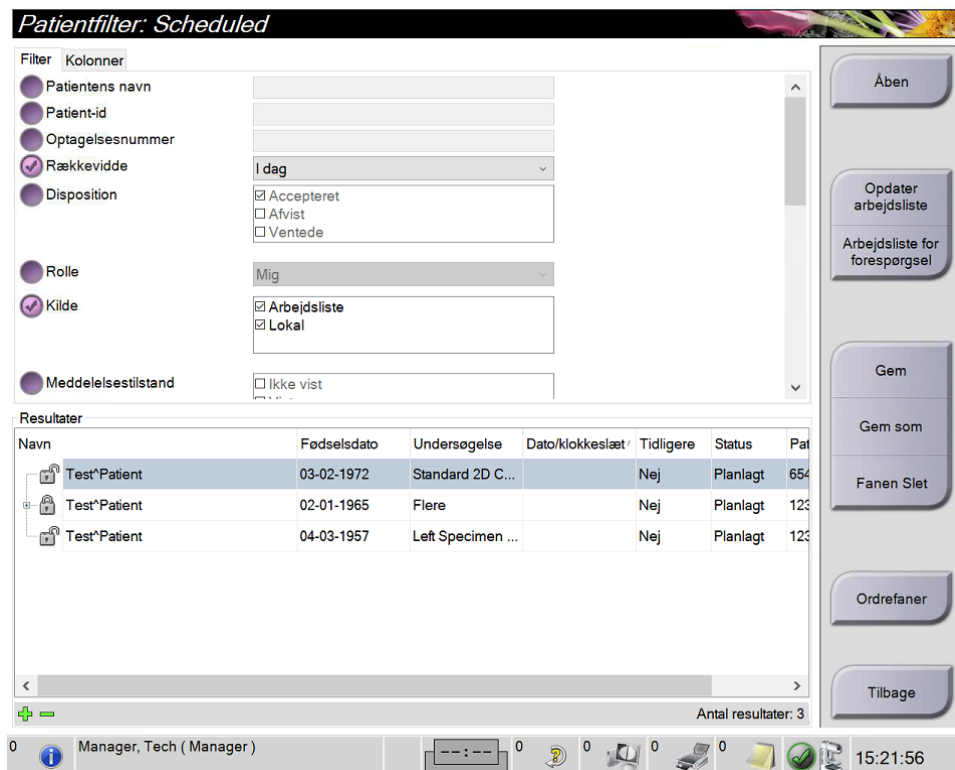 Patientfilter: Scheduled
Filter Kolonner
Patientens navn
Patient-id
Optagelsesnummer
Rækkevidde I dag
Disposition
Accepteret
Afvist
Ventede
Rolle Mig
Kilde
Arbejdsliste
Lokal
Meddelelsestilstand
Ikke vist
Resultater
Navn Fødselsdato Undersøgelse Dato/klokkeslæt Tidligere Status Pat
Test^Patient 03-02-1972 Standard 2D C... Nej Planlagt 654
Test^Patient 02-01-1965 Flere Nej Planlagt 123
Test^Patient 04-03-1957 Left Specimen ... Nej Planlagt 123
Antal resultater: 3
Åben
Opdater
arbejdsliste
Arbejdsliste for
forespørgsel
Gem
Gem som
Fanen Slet
Ordrefaner
Tilbage
0 Manager, Tech ( Manager ) --:-- 0 0 0 0 15:21:56